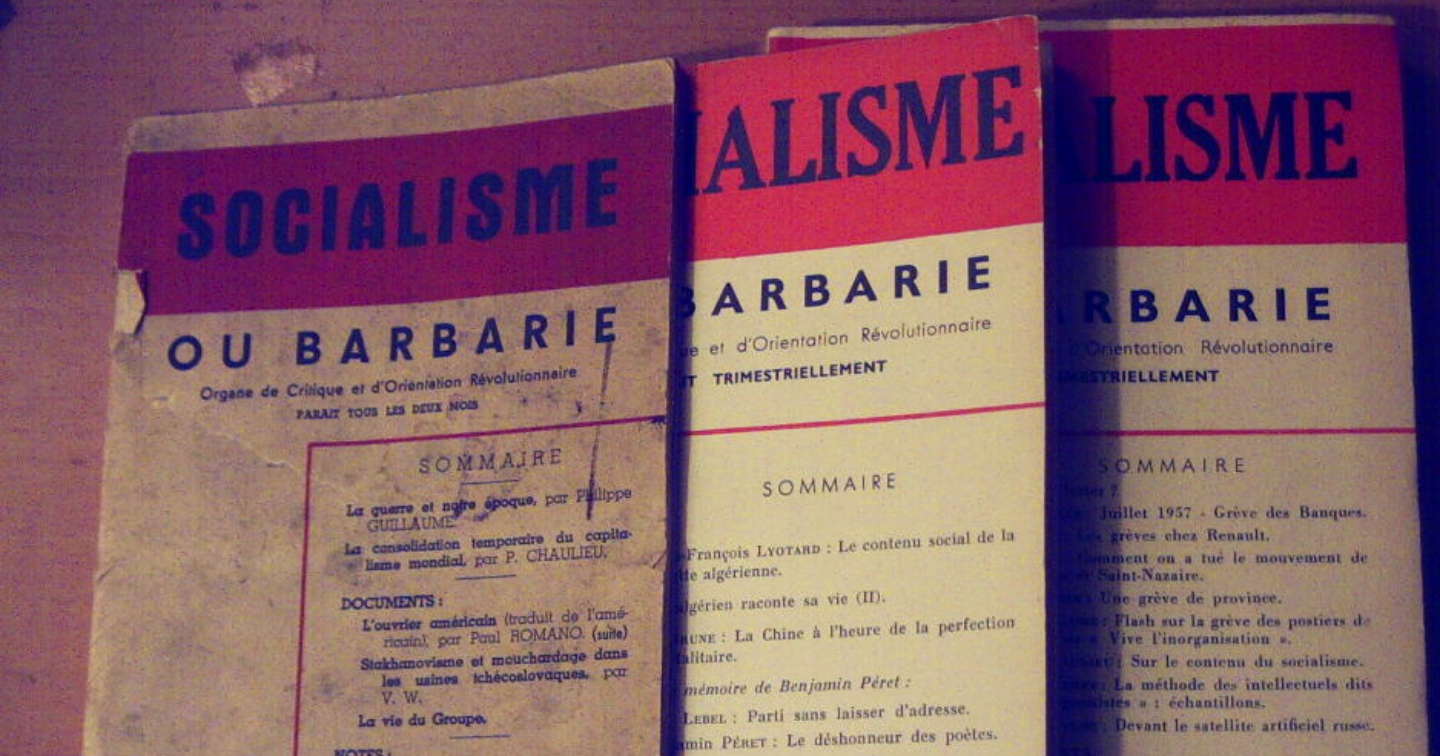 SOCIALISME
OU BARBARIE
Organe de Critique et d'Orientation Révolutionnaire
PARAIT TOUS LES DEUX MOIS
SOMMAIRE
La guerre et notre époque, par Philippe
GUILLAUME.
La consolidation temporaire du capita-
lisme mondial, par P. CHAULIEU.
DOCUMENTS :
L'ouvrier américain (traduit de l'amé-
ricain), par Paul ROMANO. (suite)
Stakhanovisme et mouchardage dans
les usines tchécoslovaques, par
V. W.
La vie du Groupe.
NOTES :
IALISME
BARBARIE
ue et d'Orientation Révolutionnaire
IT TRIMESTRIELLEMENT
SOMMAIRE
-François LYOTARD : Le contenu social de la
tte algérienne.
lgérien raconte sa vie (II).
RUNE : La Chine à l'heure de la perfection
alitaire.
mémoire de Benjamin Péret :
LEBEL : Parti sans laisser d'adresse.
amin PÉRET : Le déshonneur des poètes.
ALISME
RBARIE
d'Orientation Révolutionnaire
MESTRIELLEMENT
SOMMAIRE
Juillet 1957 - Grève des Banques.
grèves chez Renault.
Comment on a tué le mouvement de
Saint-Nazaire.
Une grève de province.
: Flash sur la grève des postiers de
« Vive l'inorganisation ».
: Sur le contenu du socialisme.
: La méthode des intellectuels dits
» : échantillons.
: Devant le satellite artificiel russe.